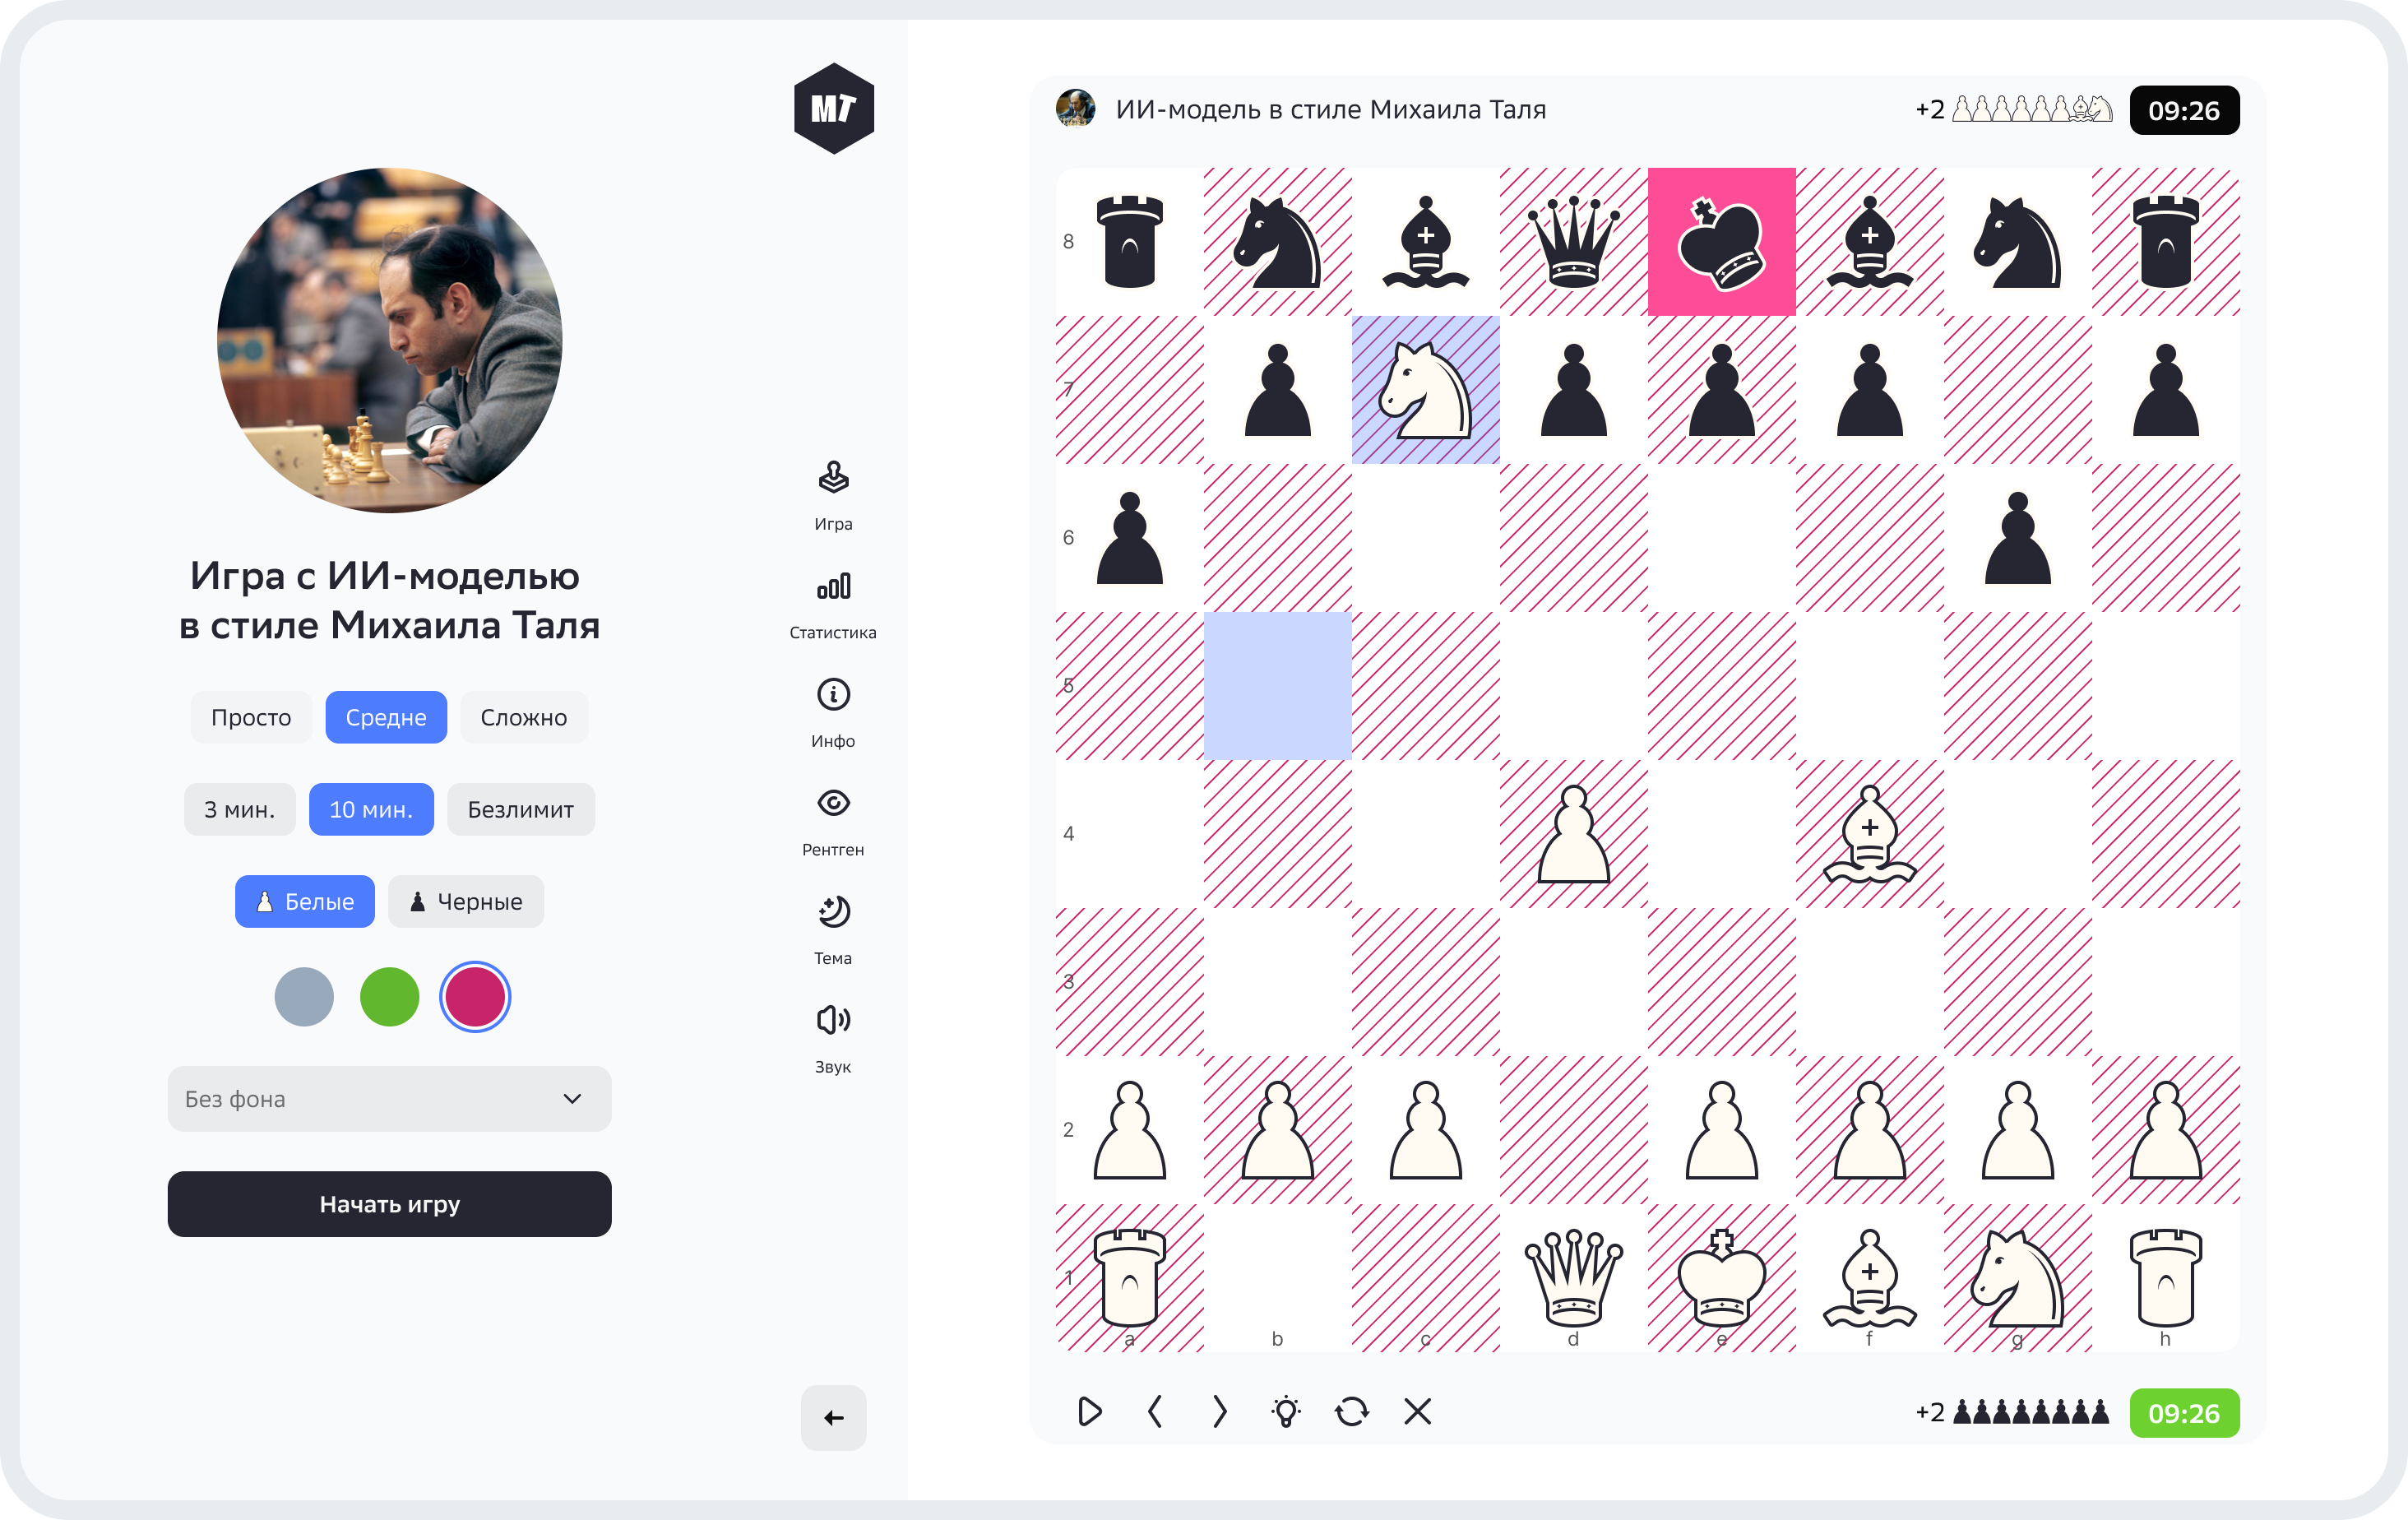 МТ
Игра с ИИ-моделью
в стиле Михаила Таля
Просто Средне Сложно
3 мин. 10 мин. Безлимит
Белые Черные
Без фона
Начать игру
Игра
Статистика
Инфо
Рентген
Тема
Звук
ИИ-модель в стиле Михаила Таля
+2
09:26
8
7
6
5
4
3
2
1
a b c d e f g h
+2
09:26